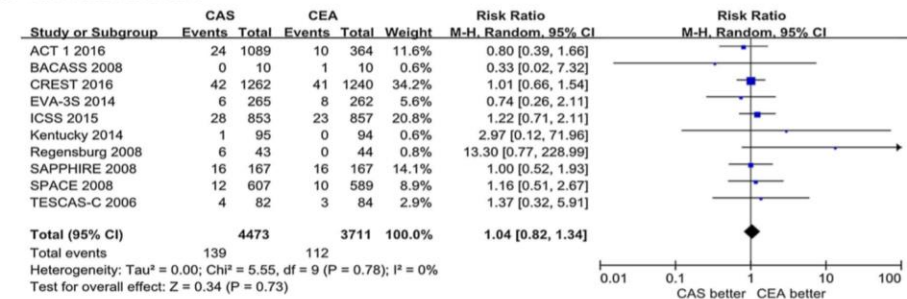 CAS CEA Risk Ratio Risk Ratio
Study or Subgroup Events Total Events Total Weight M-H, Random, 95% CI M-H, Random, 95% CI
ACT 1 2016 24 1089 10 364 11.6% 0.80 [0.39, 1.66]
BACASS 2008 0 10 1 10 0.6% 0.33 [0.02, 7.32]
CREST 2016 42 1262 41 1240 34.2% 1.01 [0.66, 1.54]
EVA-3S 2014 6 265 8 262 5.6% 0.74 [0.26, 2.11]
ICSS 2015 28 853 23 857 20.8% 1.22 [0.71, 2.11]
Kentucky 2014 1 95 0 94 0.6% 2.97 [0.12, 71.96]
Regensburg 2008 6 43 0 44 0.8% 13.30 [0.77, 228.99]
SAPPHIRE 2008 16 167 16 167 14.1% 1.00 [0.52, 1.93]
SPACE 2008 12 607 10 589 8.9% 1.16 [0.51, 2.67]
TESCAS-C 2006 4 82 3 84 2.9% 1.37 [0.32, 5.91]
Total (95% CI) 4473 3711 100.0% 1.04 [0.82, 1.34]
Total events 139 112
Heterogeneity: Tau² = 0.00; Chi² = 5.55, df = 9 (P = 0.78); I² = 0%
Test for overall effect: Z = 0.34 (P = 0.73)
0.01 0.1 1 10 100
CAS better CEA better